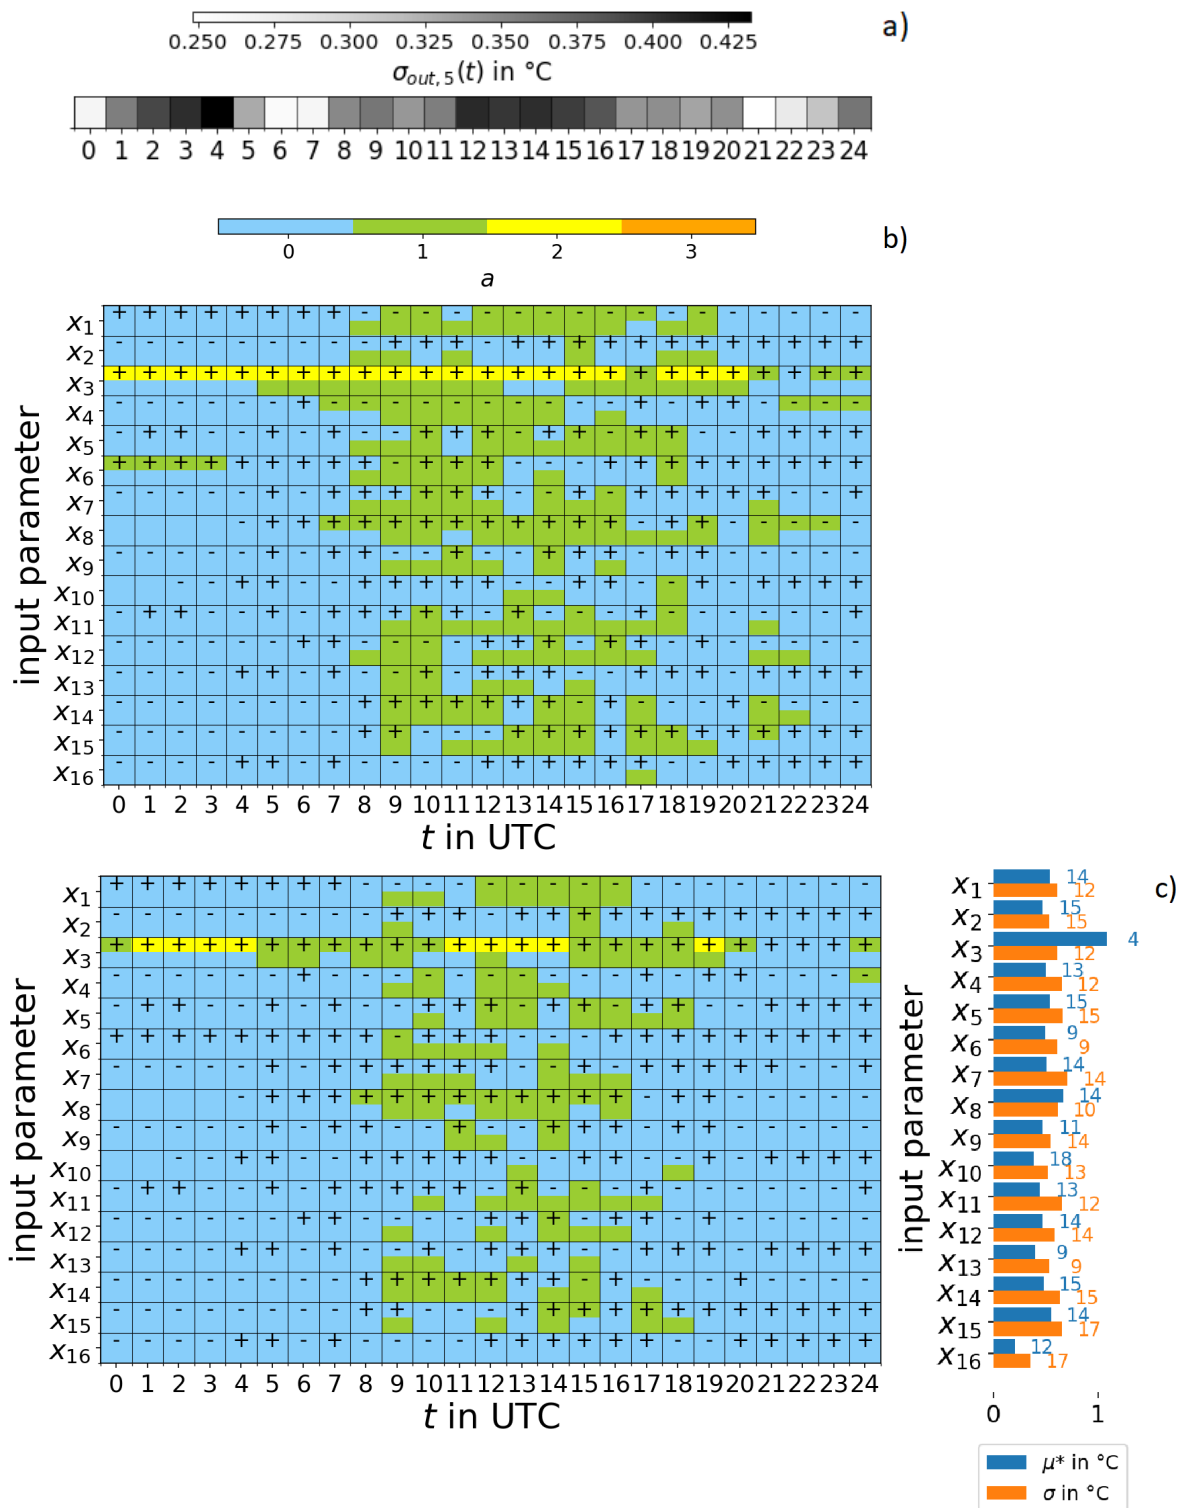 a)
0.250 0.275 0.300 0.325 0.350 0.375 0.400 0.425
σout,5(t) in °C
0 1 2 3 4 5 6 7 8 9 10 11 12 13 14 15 16 17 18 19 20 21 22 23 24
b)
0 1 2 3
a
input parameter
x1
x2
x3
x4
x5
x6
x7
x8
x9
x10
x11
x12
x13
x14
x15
x16
0 1 2 3 4 5 6 7 8 9 10 11 12 13 14 15 16 17 18 19 20 21 22 23 24
t in UTC
c)
input parameter
x1
x2
x3
x4
x5
x6
x7
x8
x9
x10
x11
x12
x13
x14
x15
x16
0 1 2 3 4 5 6 7 8 9 10 11 12 13 14 15 16 17 18 19 20 21 22 23 24
t in UTC
input parameter
x1 14 12
x2 15 15
x3 4 12
x4 13 12
x5 15 15
x6 9 9
x7 14 14
x8 14 10
x9 11 14
x10 18 13
x11 13 12
x12 14 14
x13 9 9
x14 15 15
x15 14 17
x16 12 17
0 1
μ* in °C
σ in °C